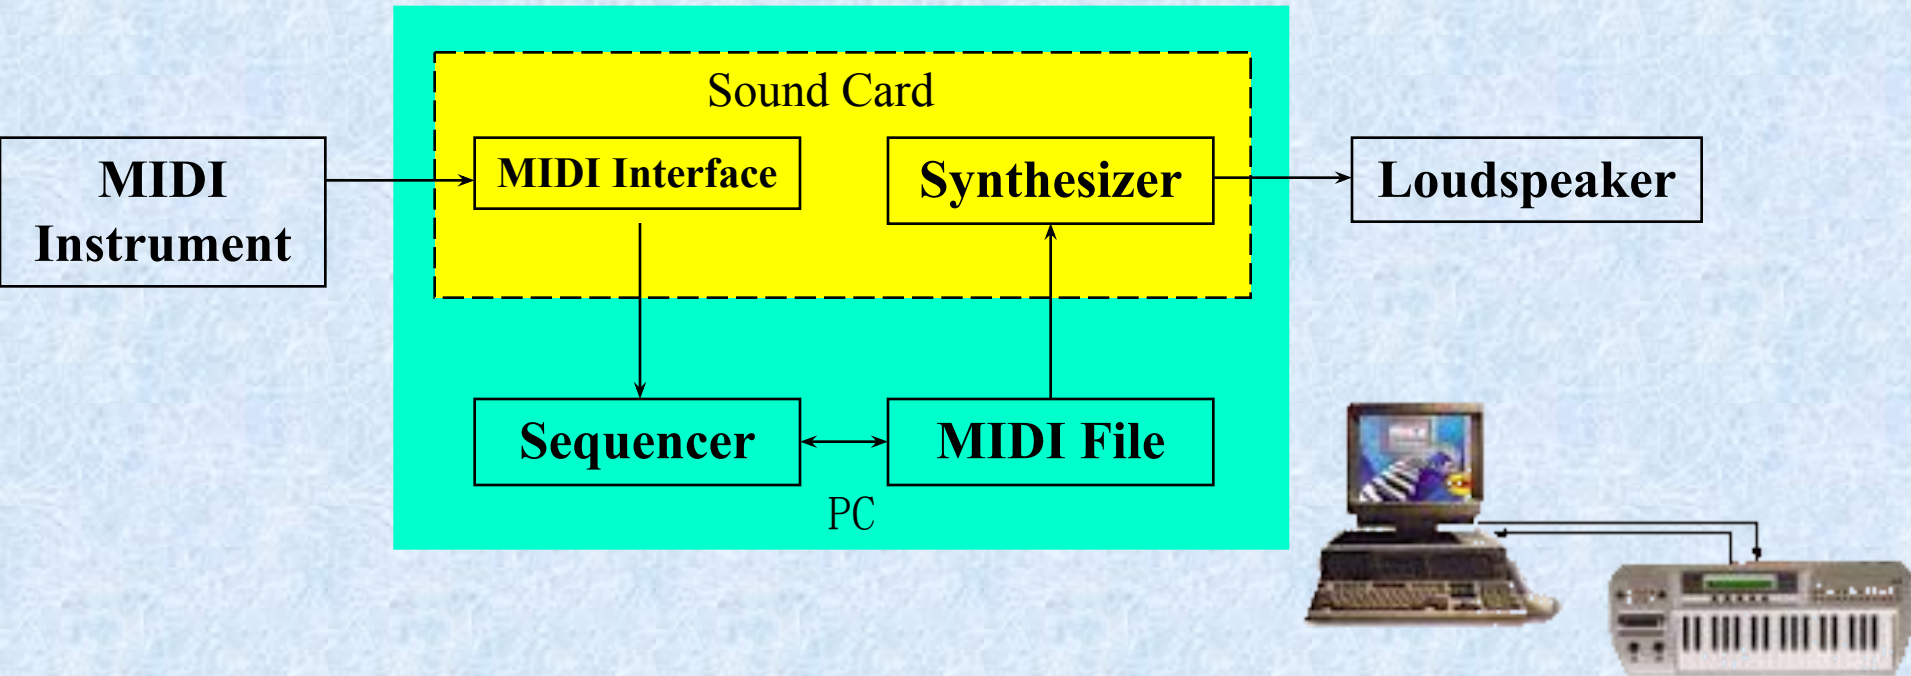 Sound Card
MIDI
Instrument
MIDI Interface
Synthesizer
Loudspeaker
Sequencer
MIDI File
PC